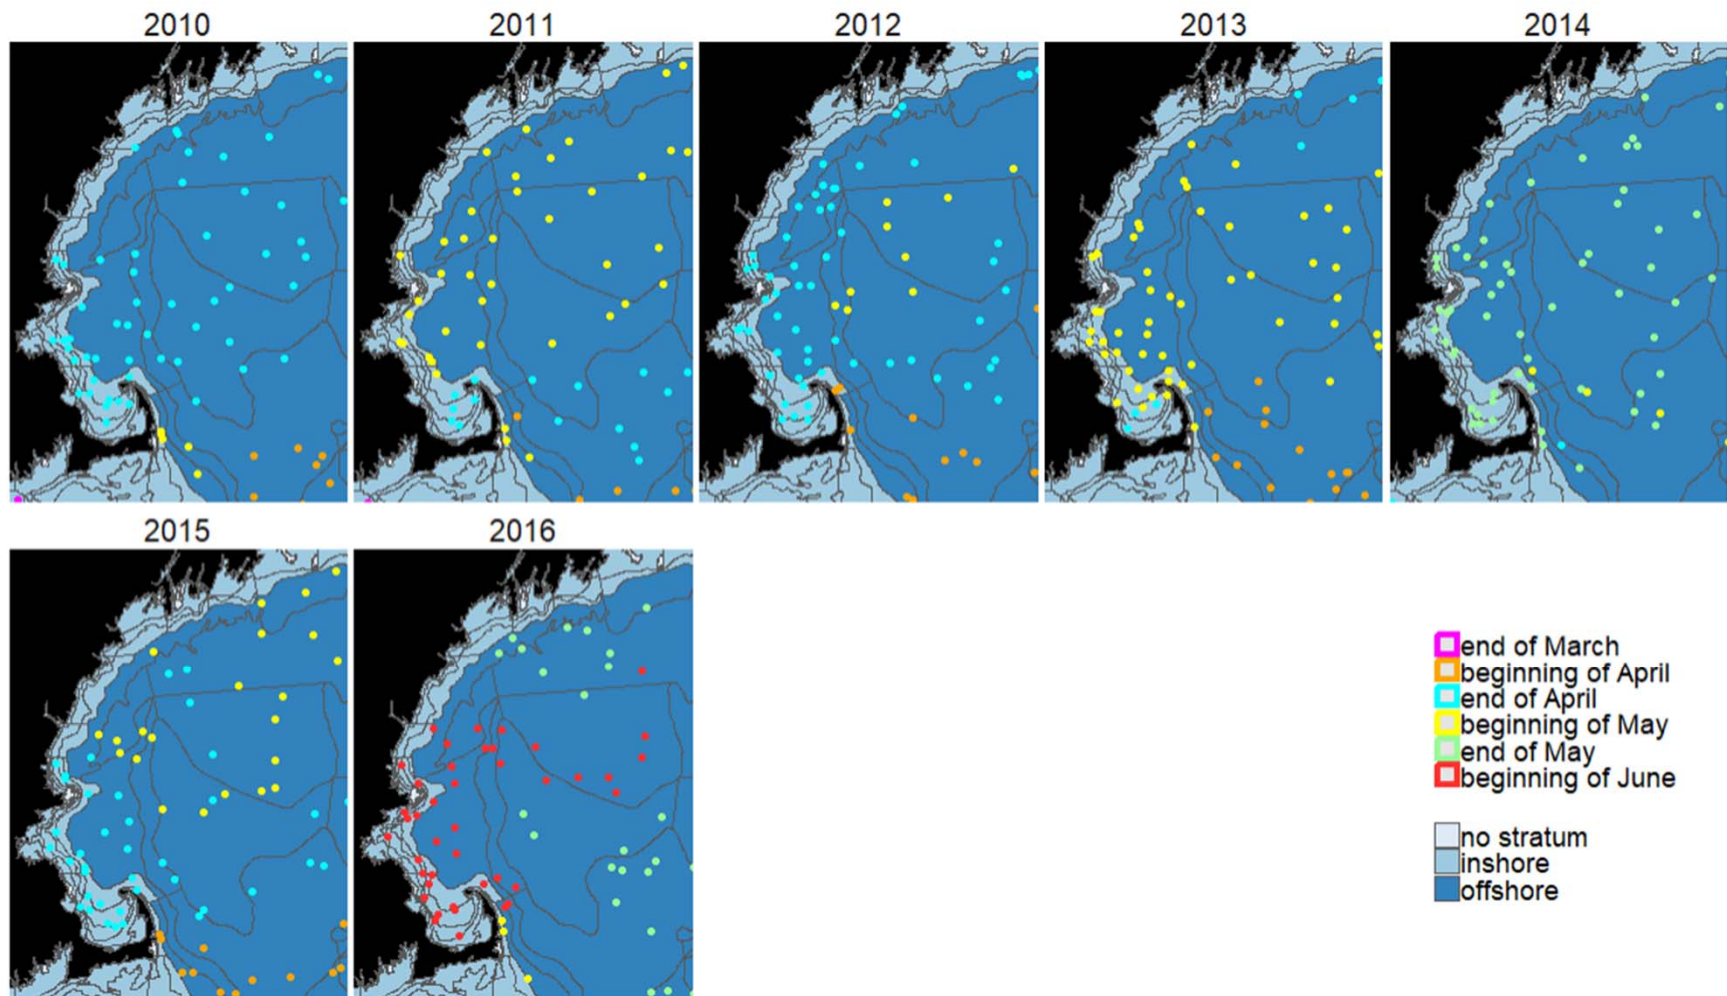 2010
2011
2012
2013
2014
2015
2016
end of March
beginning of April
end of April
beginning of May
end of May
beginning of June
no stratum
inshore
offshore